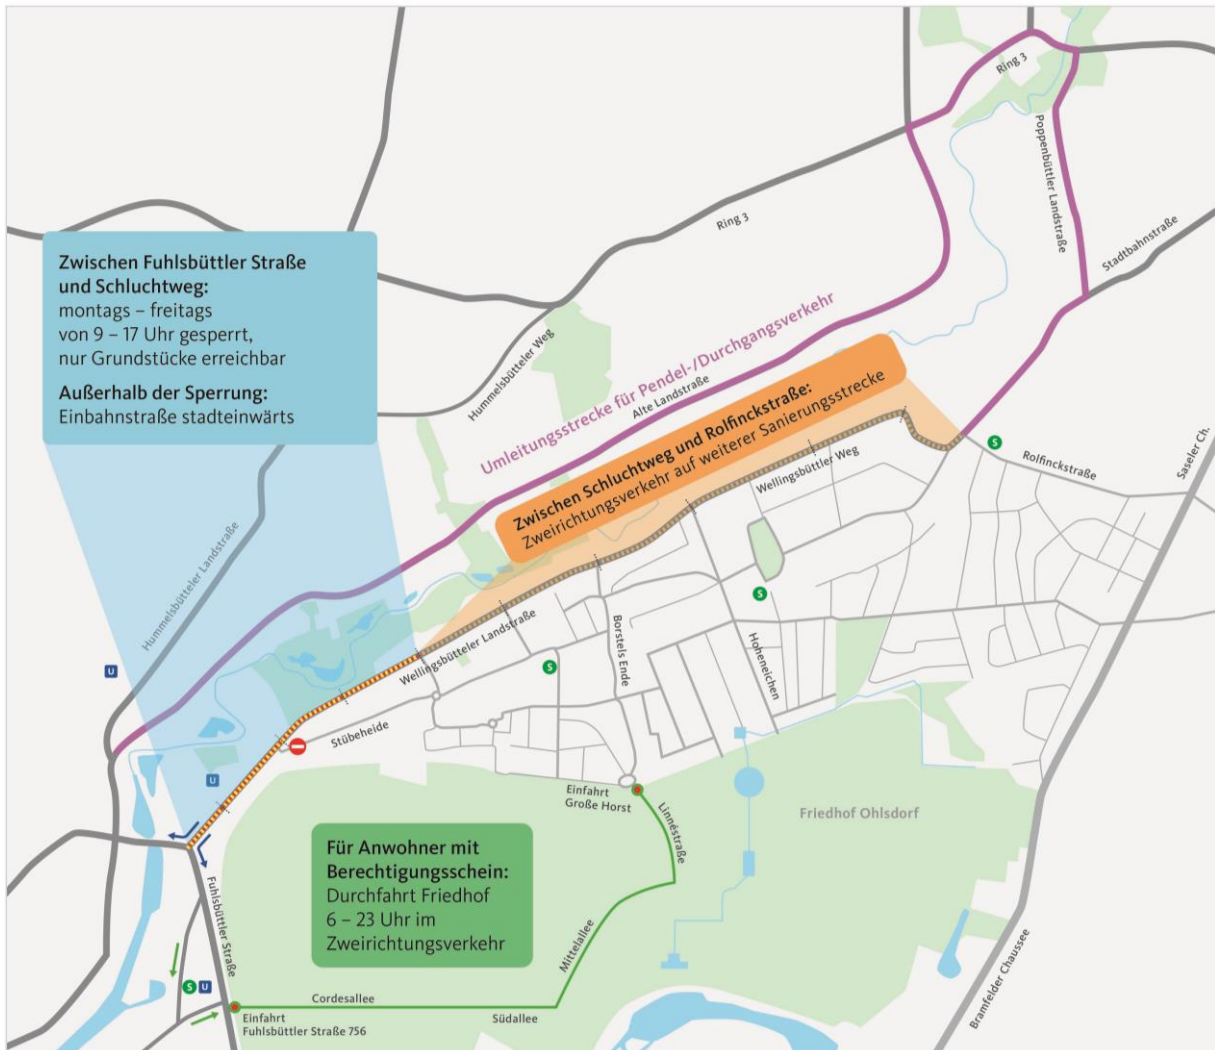 Ring 3
Poppenbüttler Landstraße
Ring 3
Stadtbahnstraße
Zwischen Fuhlsbüttler Straße
und Schluchtweg:
montags – freitags
von 9 – 17 Uhr gesperrt,
nur Grundstücke erreichbar
Außerhalb der Sperrung:
Einbahnstraße stadteinwärts
Hummelsbütteler Weg
Umleitungsstrecke für Pendel-/Durchgangsverkehr
Alte Landstraße
Zwischen Schluchtweg und Rolfinckstraße:
Zweirichtungsverkehr auf weiterer Sanierungsstrecke
S
Rolfinckstraße
Saseler Ch.
Wellingsbüttler Weg
Hummelsbütteler Landstraße
S
Borstels Ende
Hoheneichen
Wellingsbütteler Landstraße
S
U
Stübeheide
U
Einfahrt
Große Horst
Linnéstraße
Friedhof Ohlsdorf
Für Anwohner mit
Berechtigungsschein:
Durchfahrt Friedhof
6 – 23 Uhr im
Zweirichtungsverkehr
Fuhlsbüttler Straße
Mittelallee
Bramfelder Chaussee
S
U
Cordesallee
Südallee
Einfahrt
Fuhlsbüttler Straße 756